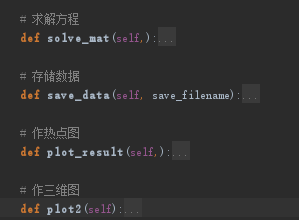 # 求解方程
def solve_mat(self,):...
# 存储数据
def save_data(self, save_filename):...
# 作热点图
def plot_result(self,):...
# 作三维图
def plot2(self):...